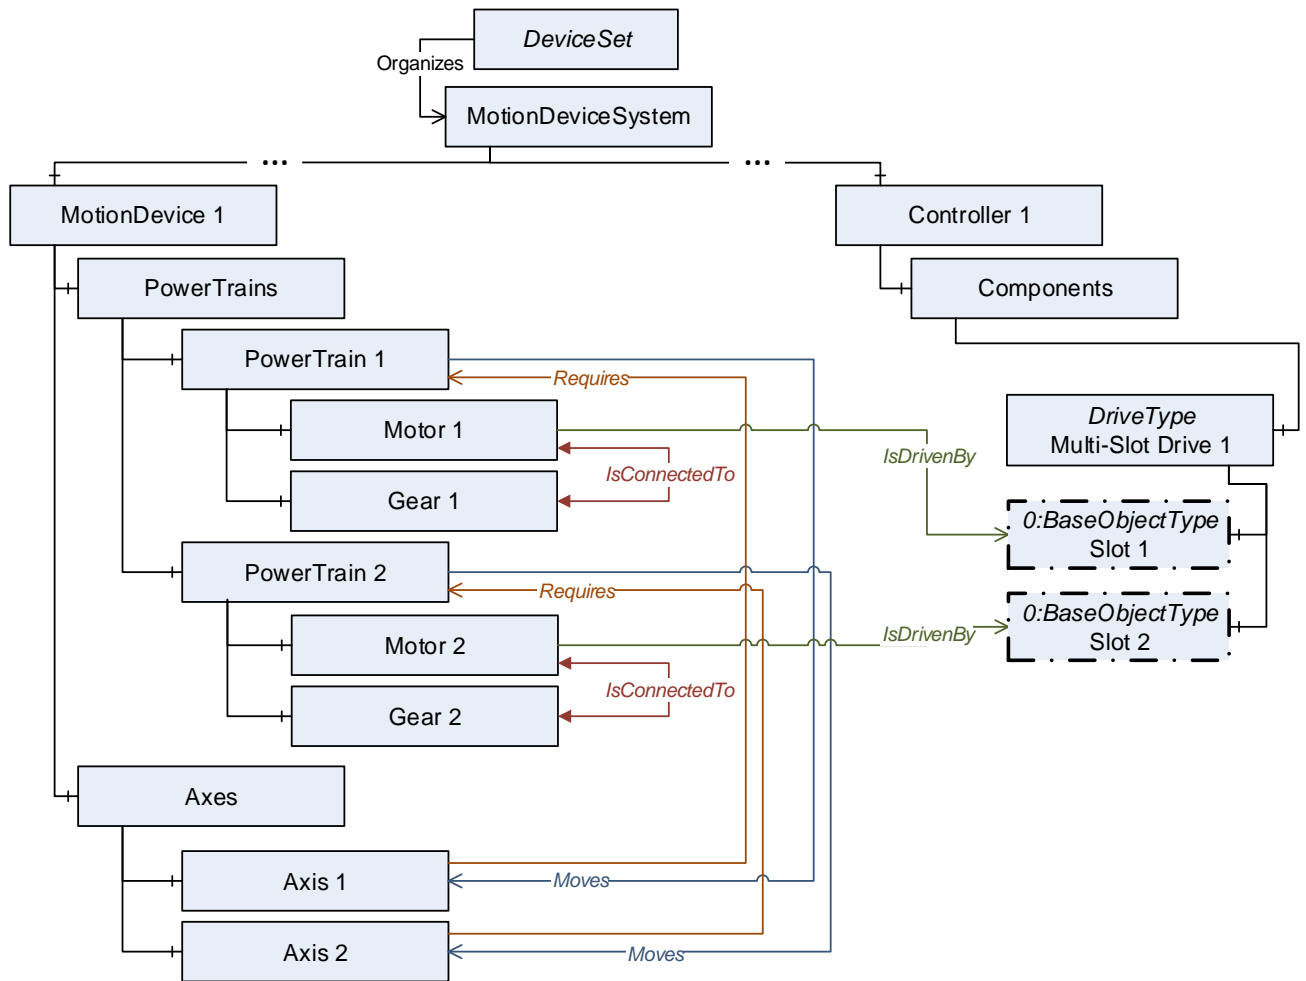 DeviceSet
Organizes
MotionDeviceSystem
...
...
MotionDevice 1
Controller 1
PowerTrains
Components
PowerTrain 1
Requires
Motor 1
DriveType
Multi-Slot Drive 1
IsDrivenBy
IsConnectedTo
Gear 1
0:BaseObjectType
Slot 1
PowerTrain 2
Requires
0:BaseObjectType
Slot 2
Motor 2
IsDrivenBy
IsConnectedTo
Gear 2
Axes
Axis 1
Moves
Axis 2
Moves